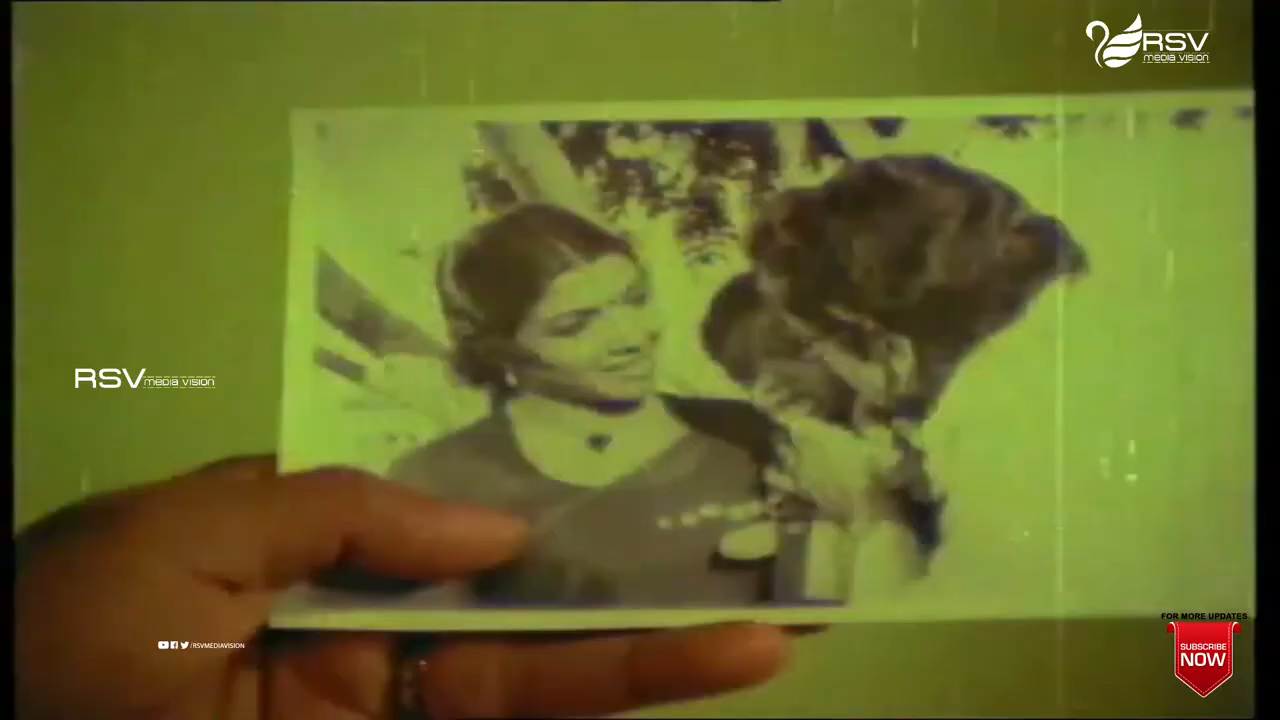 RSV
media vision
RSV media vision
/RSVMEDIAVISION
FOR MORE UPDATES
SUBSCRIBE
NOW